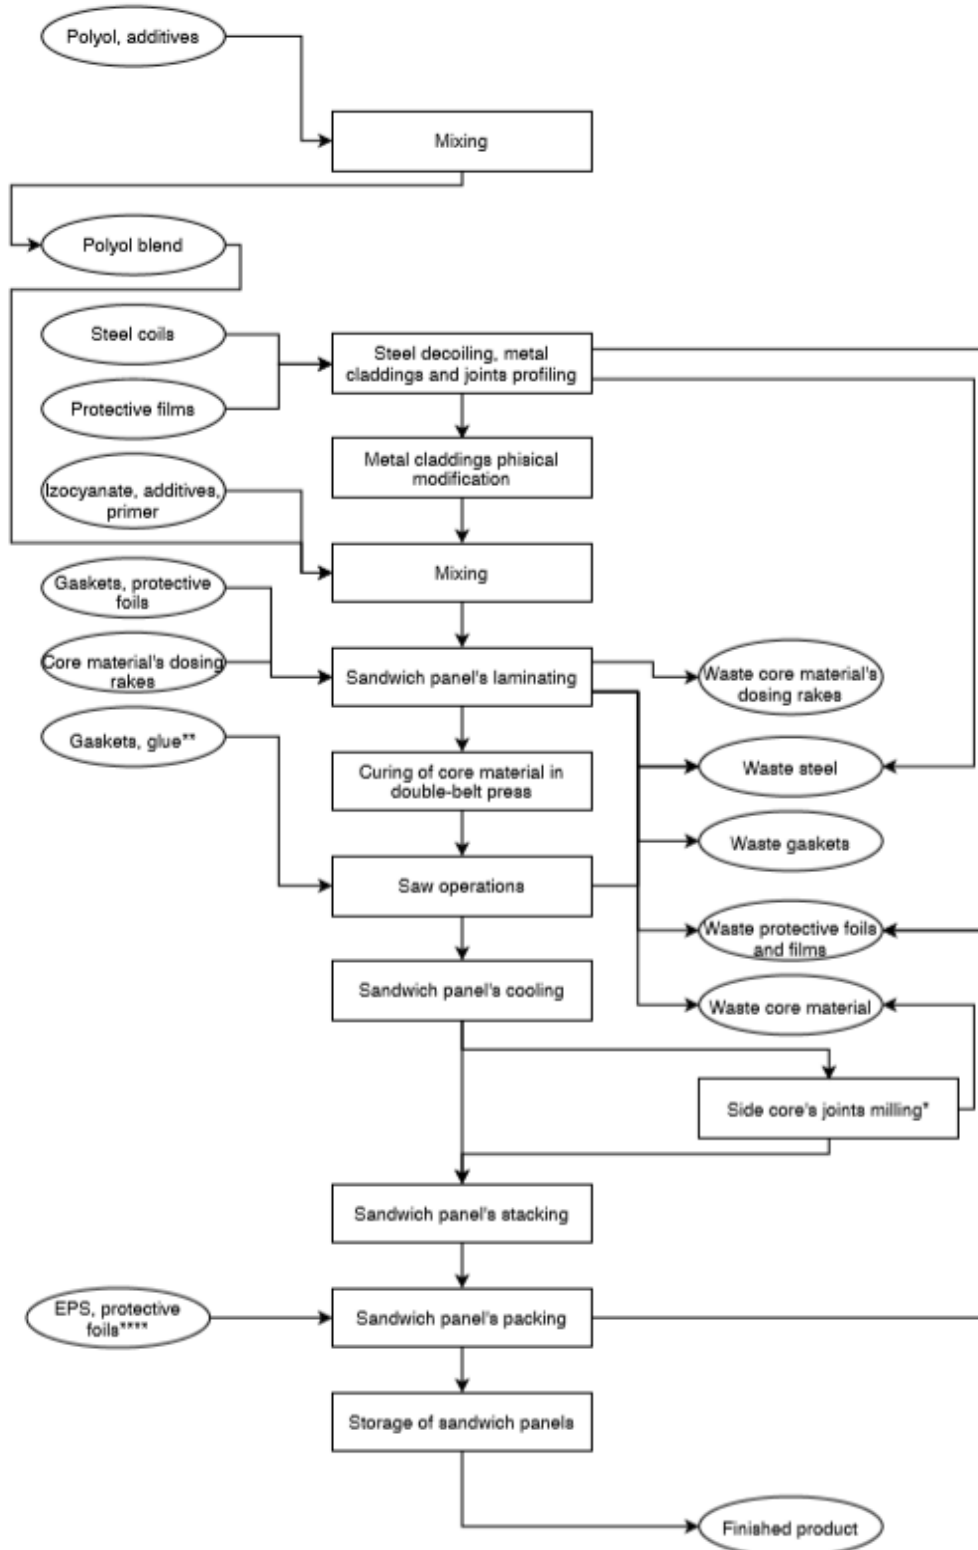 Polyol, additives
Mixing
Polyol blend
Steel coils
Steel decoiling, metal
claddings and joints profiling
Protective films
Metal claddings phisical
modification
Izocyanate, additives,
primer
Mixing
Gaskets, protective
foils
Core material's dosing
rakes
Sandwich panel's laminating
Waste core material's
dosing rakes
Gaskets, glue**
Curing of core material in
double-belt press
Waste steel
Waste gaskets
Saw operations
Waste protective foils
and films
Sandwich panel's cooling
Waste core material
Side core's joints milling*
Sandwich panel's stacking
EPS, protective
foils****
Sandwich panel's packing
Storage of sandwich panels
Finished product